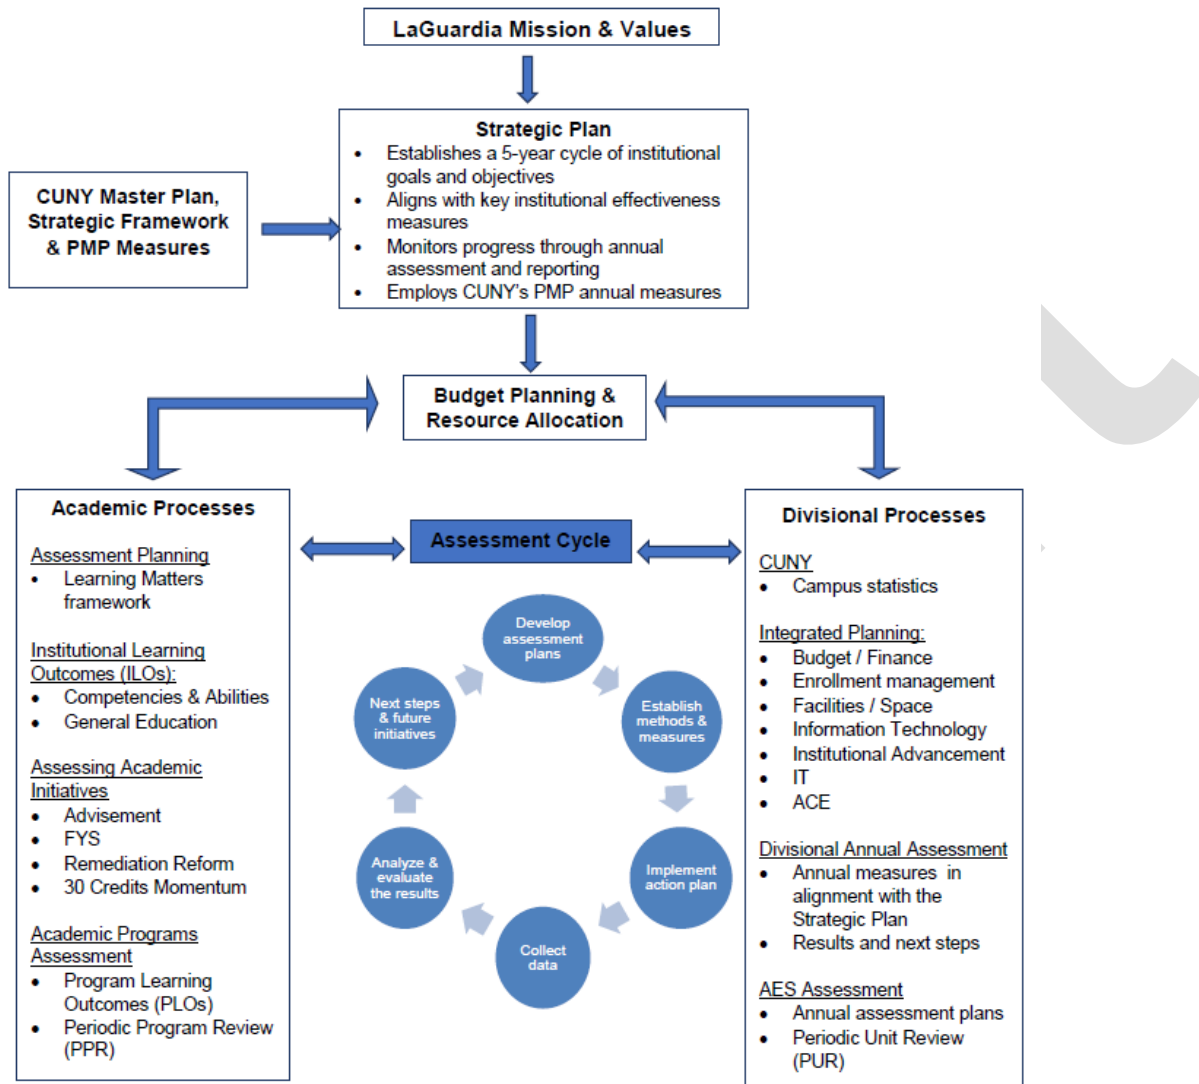 LaGuardia Mission & Values
Strategic Plan
• Establishes a 5-year cycle of institutional
goals and objectives
• Aligns with key institutional effectiveness
measures
• Monitors progress through annual
assessment and reporting
• Employs CUNY's PMP annual measures
CUNY Master Plan,
Strategic Framework
& PMP Measures
Budget Planning &
Resource Allocation
Academic Processes
Assessment Planning
• Learning Matters
framework
Institutional Learning
Outcomes (ILOs):
• Competencies & Abilities
• General Education
Assessing Academic
Initiatives
• Advisement
• FYS
• Remediation Reform
• 30 Credits Momentum
Academic Programs
Assessment
• Program Learning
Outcomes (PLOs)
• Periodic Program Review
(PPR)
Assessment Cycle
Develop
assessment
plans
Establish
methods &
measures
Implement
action plan
Collect
data
Analyze &
evaluate
the results
Next steps
& future
initiatives
Divisional Processes
CUNY
• Campus statistics
Integrated Planning:
• Budget / Finance
• Enrollment management
• Facilities / Space
• Information Technology
• Institutional Advancement
• IT
• ACE
Divisional Annual Assessment
• Annual measures in
alignment with the
Strategic Plan
• Results and next steps
AES Assessment
• Annual assessment plans
• Periodic Unit Review
(PUR)